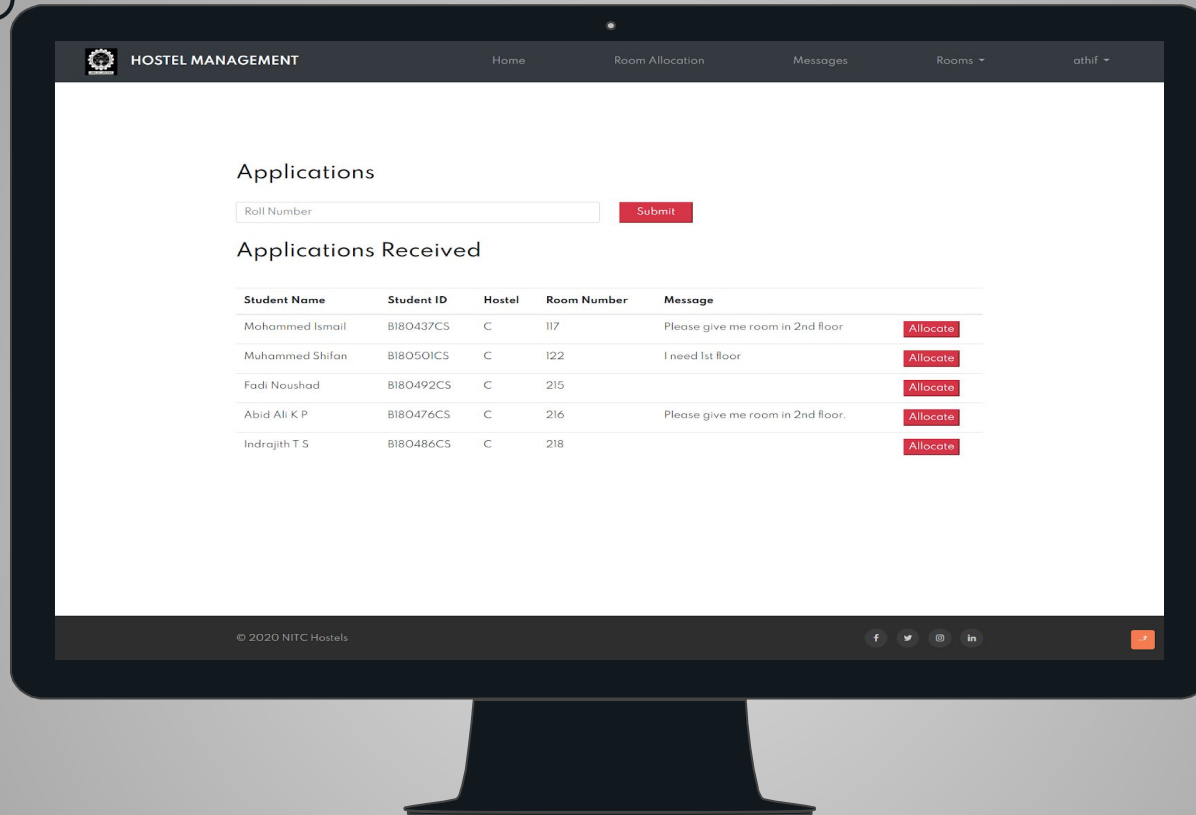 HOSTEL MANAGEMENT Home Room Allocation Messages Rooms athif
Applications
Roll Number Submit
Applications Received
Student Name Student ID Hostel Room Number Message
Mohammed Ismail B180437CS C 117 Please give me room in 2nd floor Allocate
Muhammed Shifan B180501CS C 122 I need 1st floor Allocate
Fadi Noushad B180492CS C 215 Allocate
Abid Ali K P B180476CS C 216 Please give me room in 2nd floor. Allocate
Indrajith T S B180486CS C 218 Allocate
© 2020 NITC Hostels f in